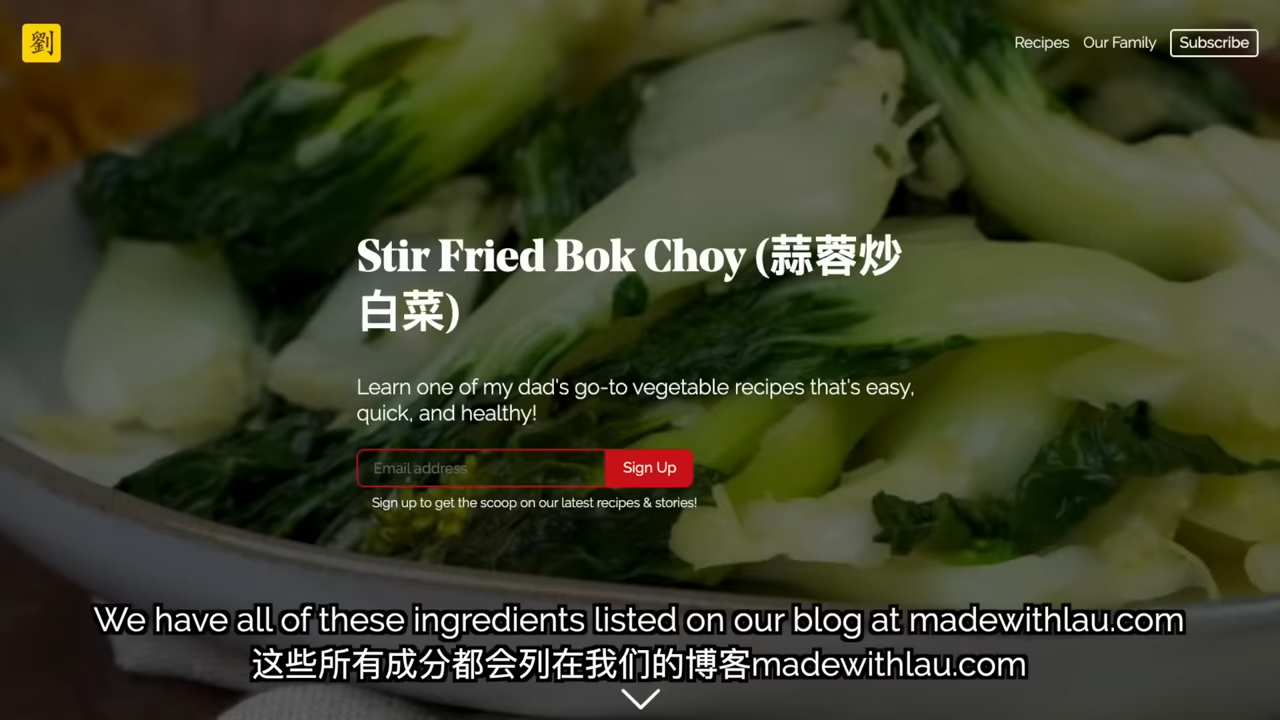 劉
Recipes Our Family Subscribe
Stir Fried Bok Choy (蒜蓉炒
白菜)
Learn one of my dad's go-to vegetable recipes that's easy,
quick, and healthy!
Email address Sign Up
Sign up to get the scoop on our latest recipes & stories!
We have all of these ingredients listed on our blog at madewithlau.com
这些所有成分都会列在我们的博客madewithlau.com